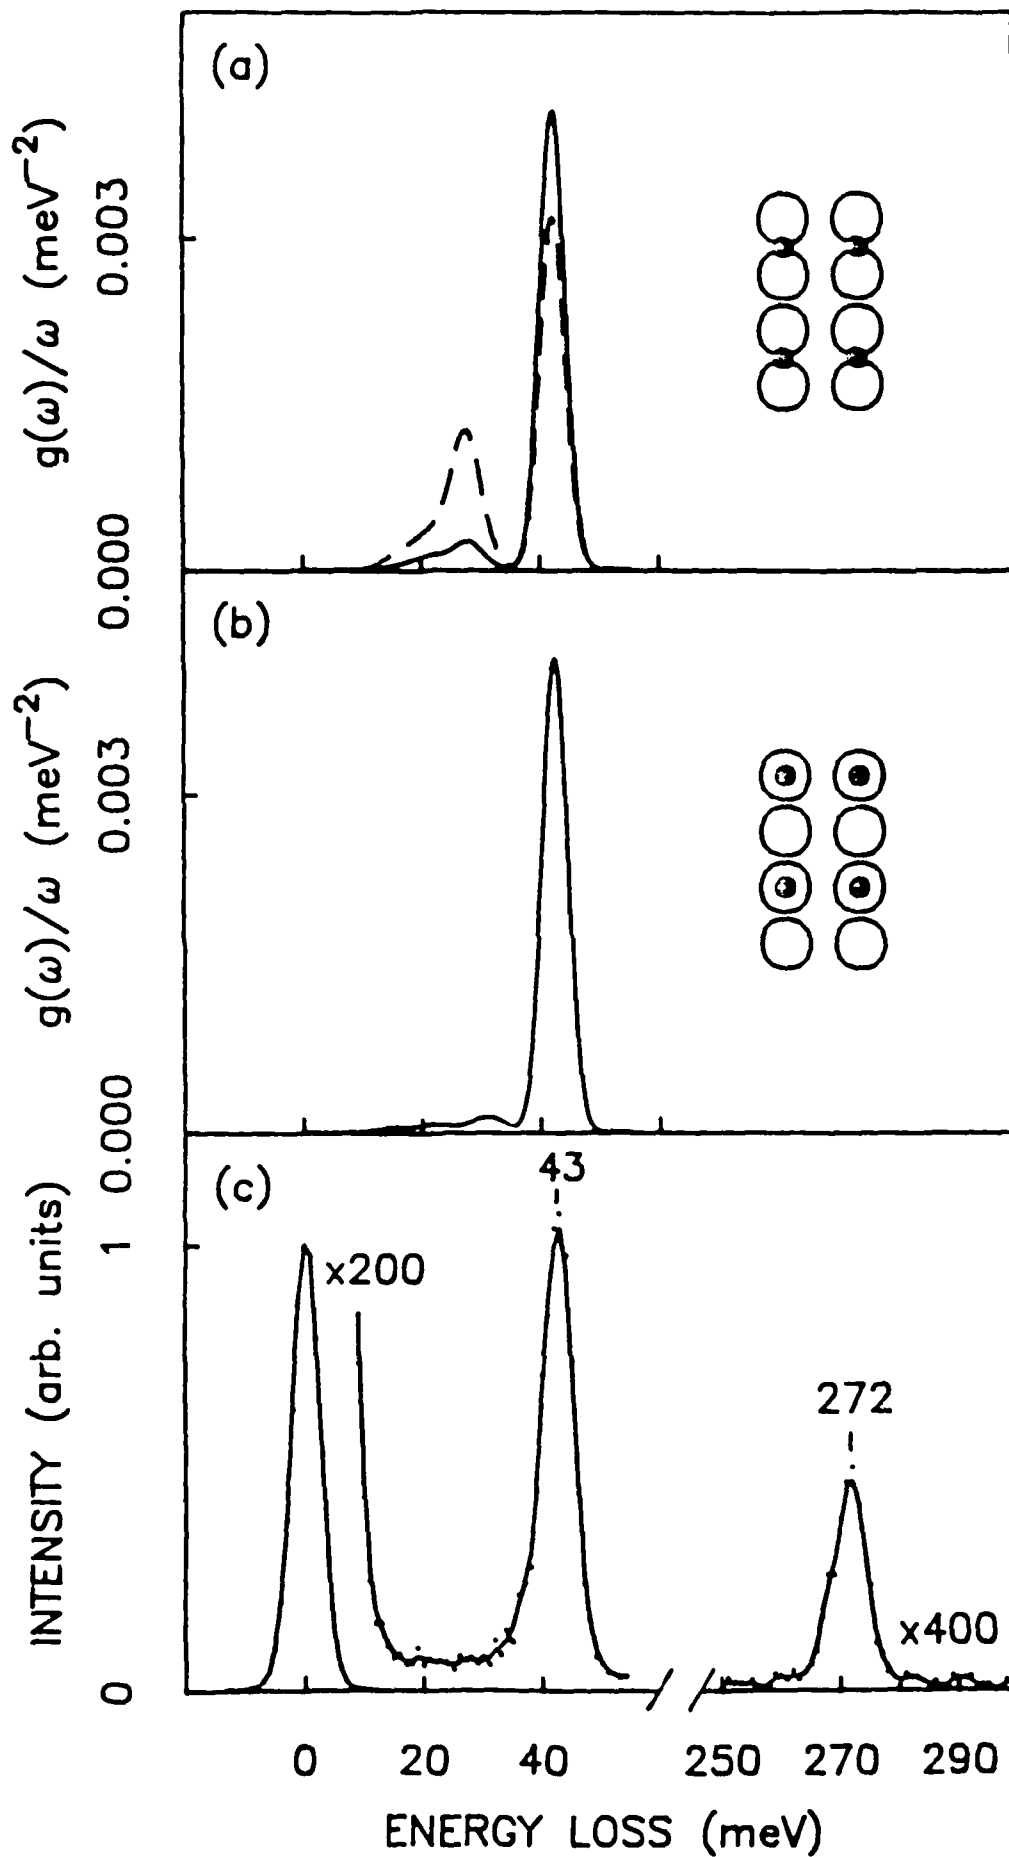 (a)
g(ω)/ω (meV⁻²)
0.003
0.000
(b)
g(ω)/ω (meV⁻²)
0.003
0.000
(c)
43
x200
272
x400
INTENSITY (arb. units)
1
0
0 20 40 250 270 290
ENERGY LOSS (meV)